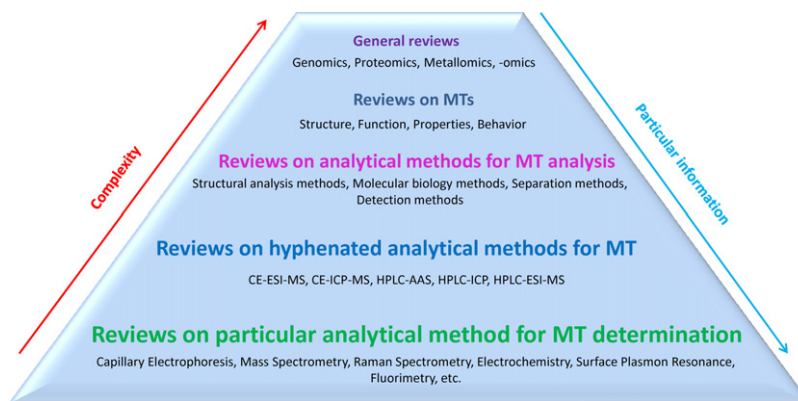 General reviews
Genomics, Proteomics, Metallomics, -omics
Reviews on MTs
Structure, Function, Properties, Behavior
Complexity
Particular information
Reviews on analytical methods for MT analysis
Structural analysis methods, Molecular biology methods, Separation methods,
Detection methods
Reviews on hyphenated analytical methods for MT
CE-ESI-MS, CE-ICP-MS, HPLC-AAS, HPLC-ICP, HPLC-ESI-MS
Reviews on particular analytical method for MT determination
Capillary Electrophoresis, Mass Spectrometry, Raman Spectrometry, Electrochemistry, Surface Plasmon Resonance,
Fluorimetry, etc.